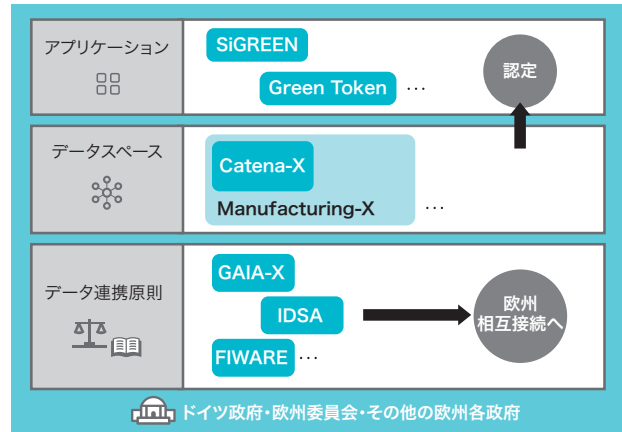 アプリケーション
SiGREEN
Green Token …
認定
データスペース
Catena-X
Manufacturing-X …
データ連携原則
GAIA-X
IDSA
FIWARE …
欧州
相互接続へ
ドイツ政府・欧州委員会・その他の欧州各政府